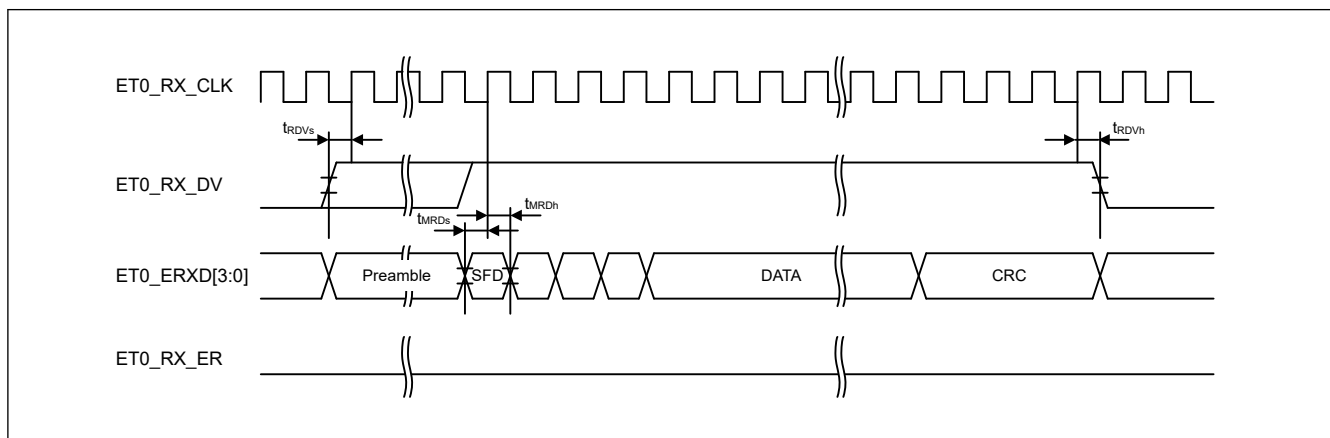 ET0_RX_CLK
tRDVs
tRDVh
ET0_RX_DV
tMRDs
tMRDh
ET0_ERXD[3:0]
Preamble
SFD
DATA
CRC
ET0_RX_ER